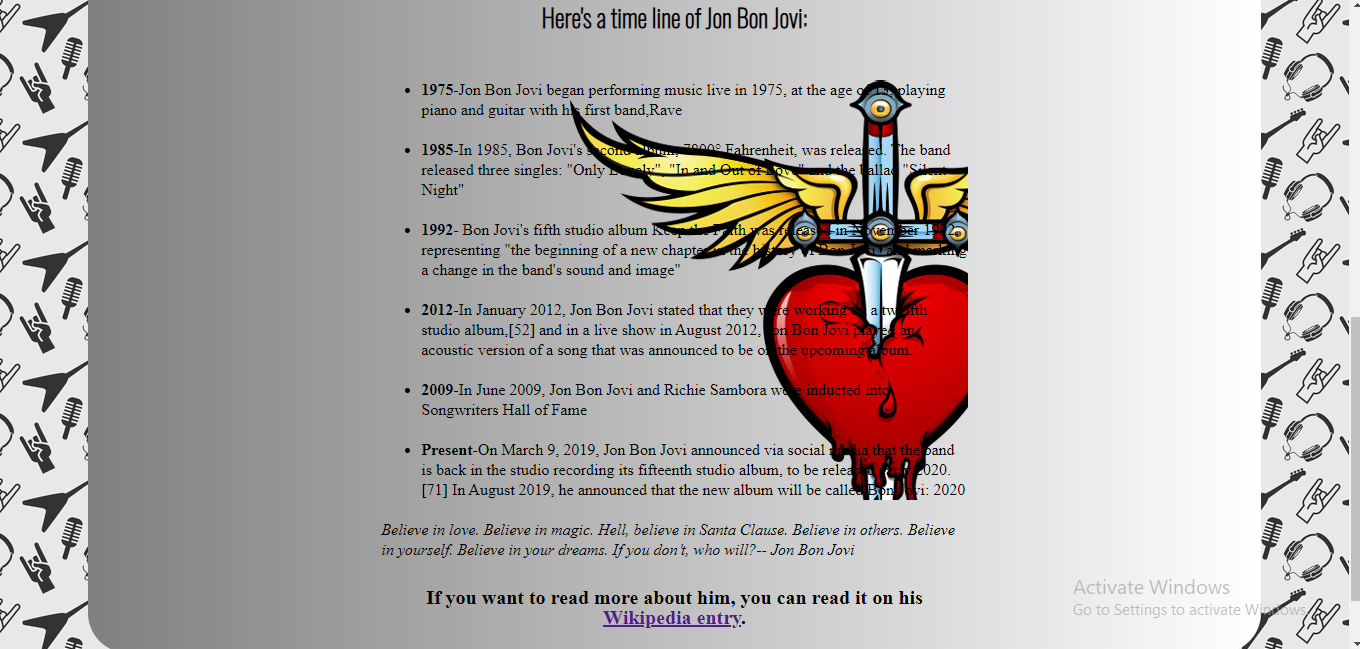 Here's a time line of Jon Bon Jovi:
1975-Jon Bon Jovi began performing music live in 1975, at the age playing
piano and guitar with his first band,Rave
1985-In 1985, Bon Jovi's second album, 7800° Fahrenheit, was released. The band
released three singles: "Only Lonely", "In and Out of Love" and the ballad "Silent
Night"
1992- Bon Jovi's fifth studio album Keep the Faith was released in November 1992,
representing "the beginning of a new chapter in the history of Bon Jovi" and marking
a change in the band's sound and image"
2012-In January 2012, Jon Bon Jovi stated that they were working on a twelfth
studio album,[52] and in a live show in August 2012, Jon Bon Jovi played an
acoustic version of a song that was announced to be on the upcoming album.
2009-In June 2009, Jon Bon Jovi and Richie Sambora were inducted into
Songwriters Hall of Fame
Present-On March 9, 2019, Jon Bon Jovi announced via social media that the band
is back in the studio recording its fifteenth studio album, to be released 2020.
[71] In August 2019, he announced that the new album will be called Bon Jovi: 2020
Believe in love. Believe in magic. Hell, believe in Santa Clause. Believe in others. Believe
in yourself. Believe in your dreams. If you don't, who will?-- Jon Bon Jovi
If you want to read more about him, you can read it on his
Wikipedia entry.
Activate Windows
Go to Settings to activate Windows.